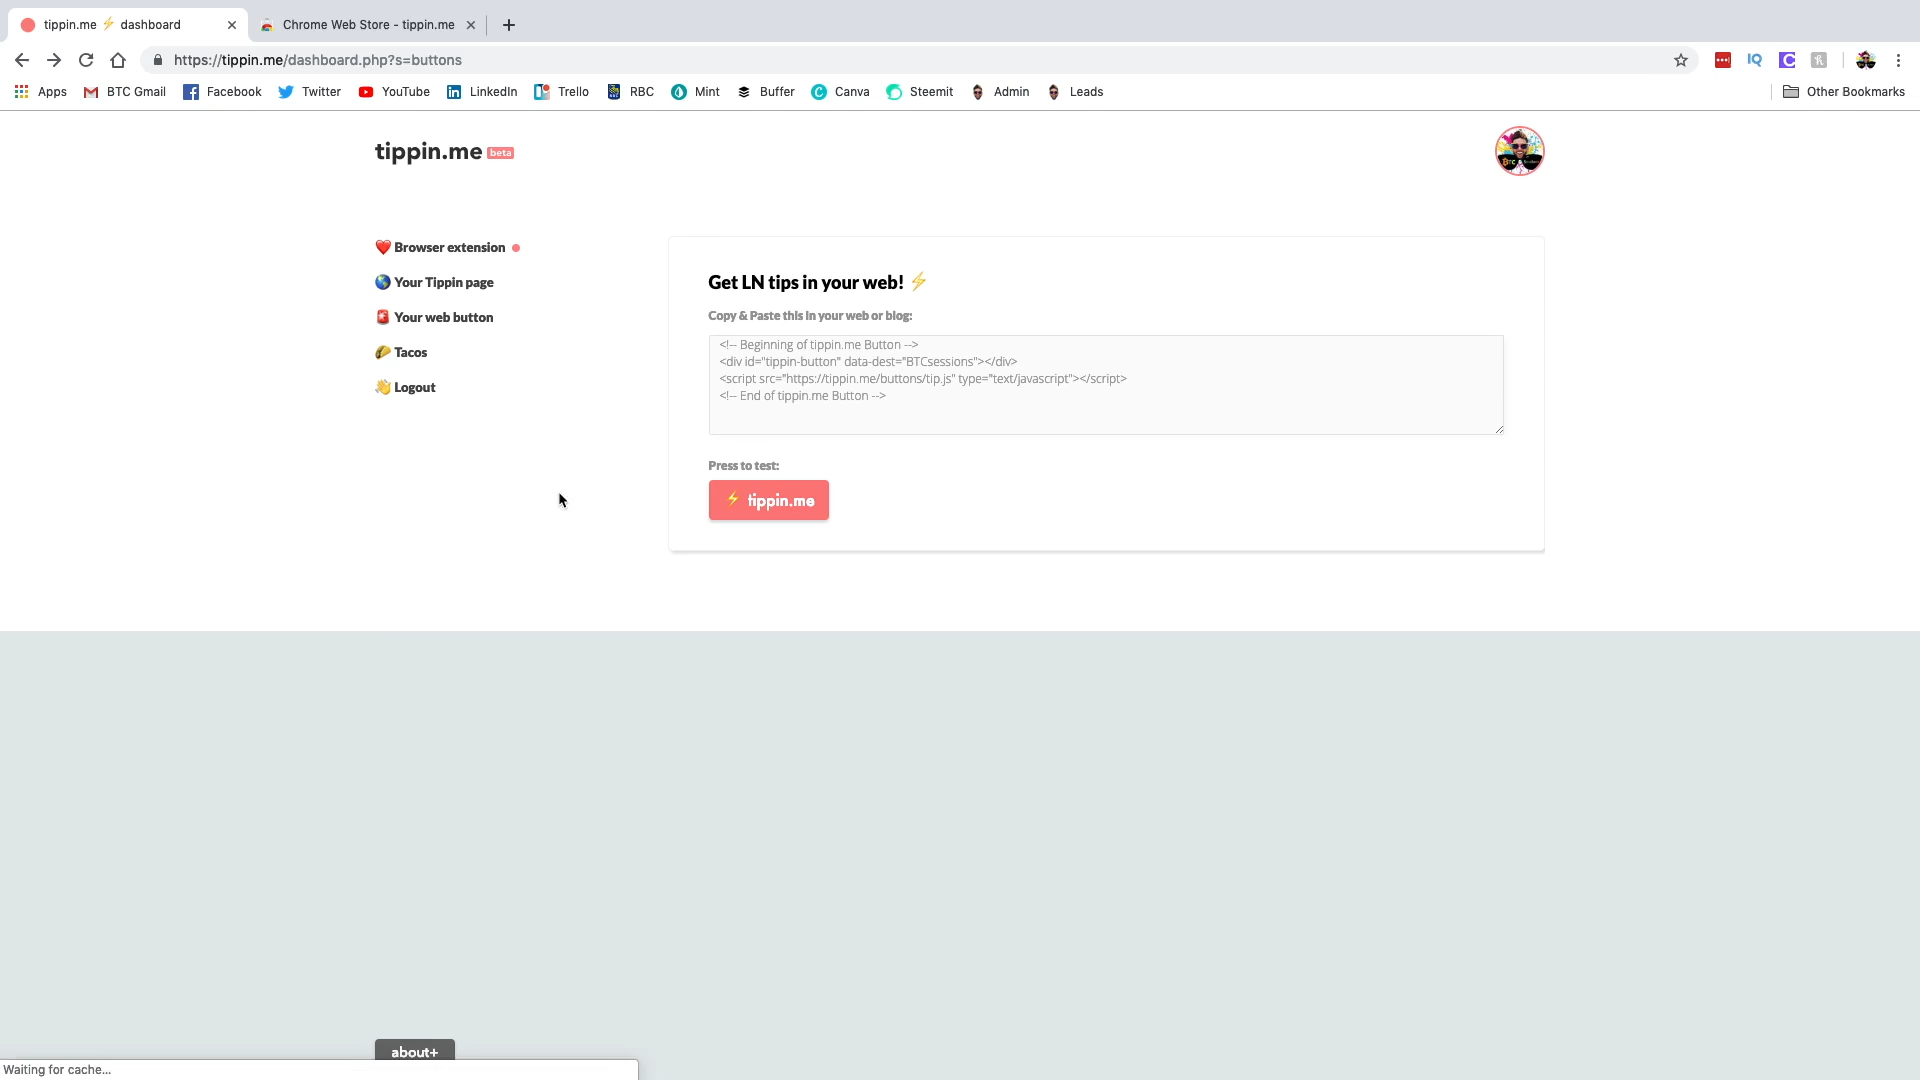 tippin.me ⚡ dashboard
Chrome Web Store - tippin.me
https://tippin.me/dashboard.php?s=buttons
Apps
BTC Gmail
Facebook
Twitter
YouTube
LinkedIn
Trello
RBC
Mint
Buffer
Canva
Steemit
Admin
Leads
Other Bookmarks
tippin.me beta
❤️ Browser extension
🌎 Your Tippin page
🚨 Your web button
🌮 Tacos
👋 Logout
Get LN tips in your web! ⚡
Copy & Paste this in your web or blog:
<!-- Beginning of tippin.me Button -->
<div id="tippin-button" data-dest="BTCsessions"></div>
<script src="https://tippin.me/buttons/tip.js" type="text/javascript"></script>
<!-- End of tippin.me Button -->
Press to test:
⚡ tippin.me
about+
Waiting for cache...